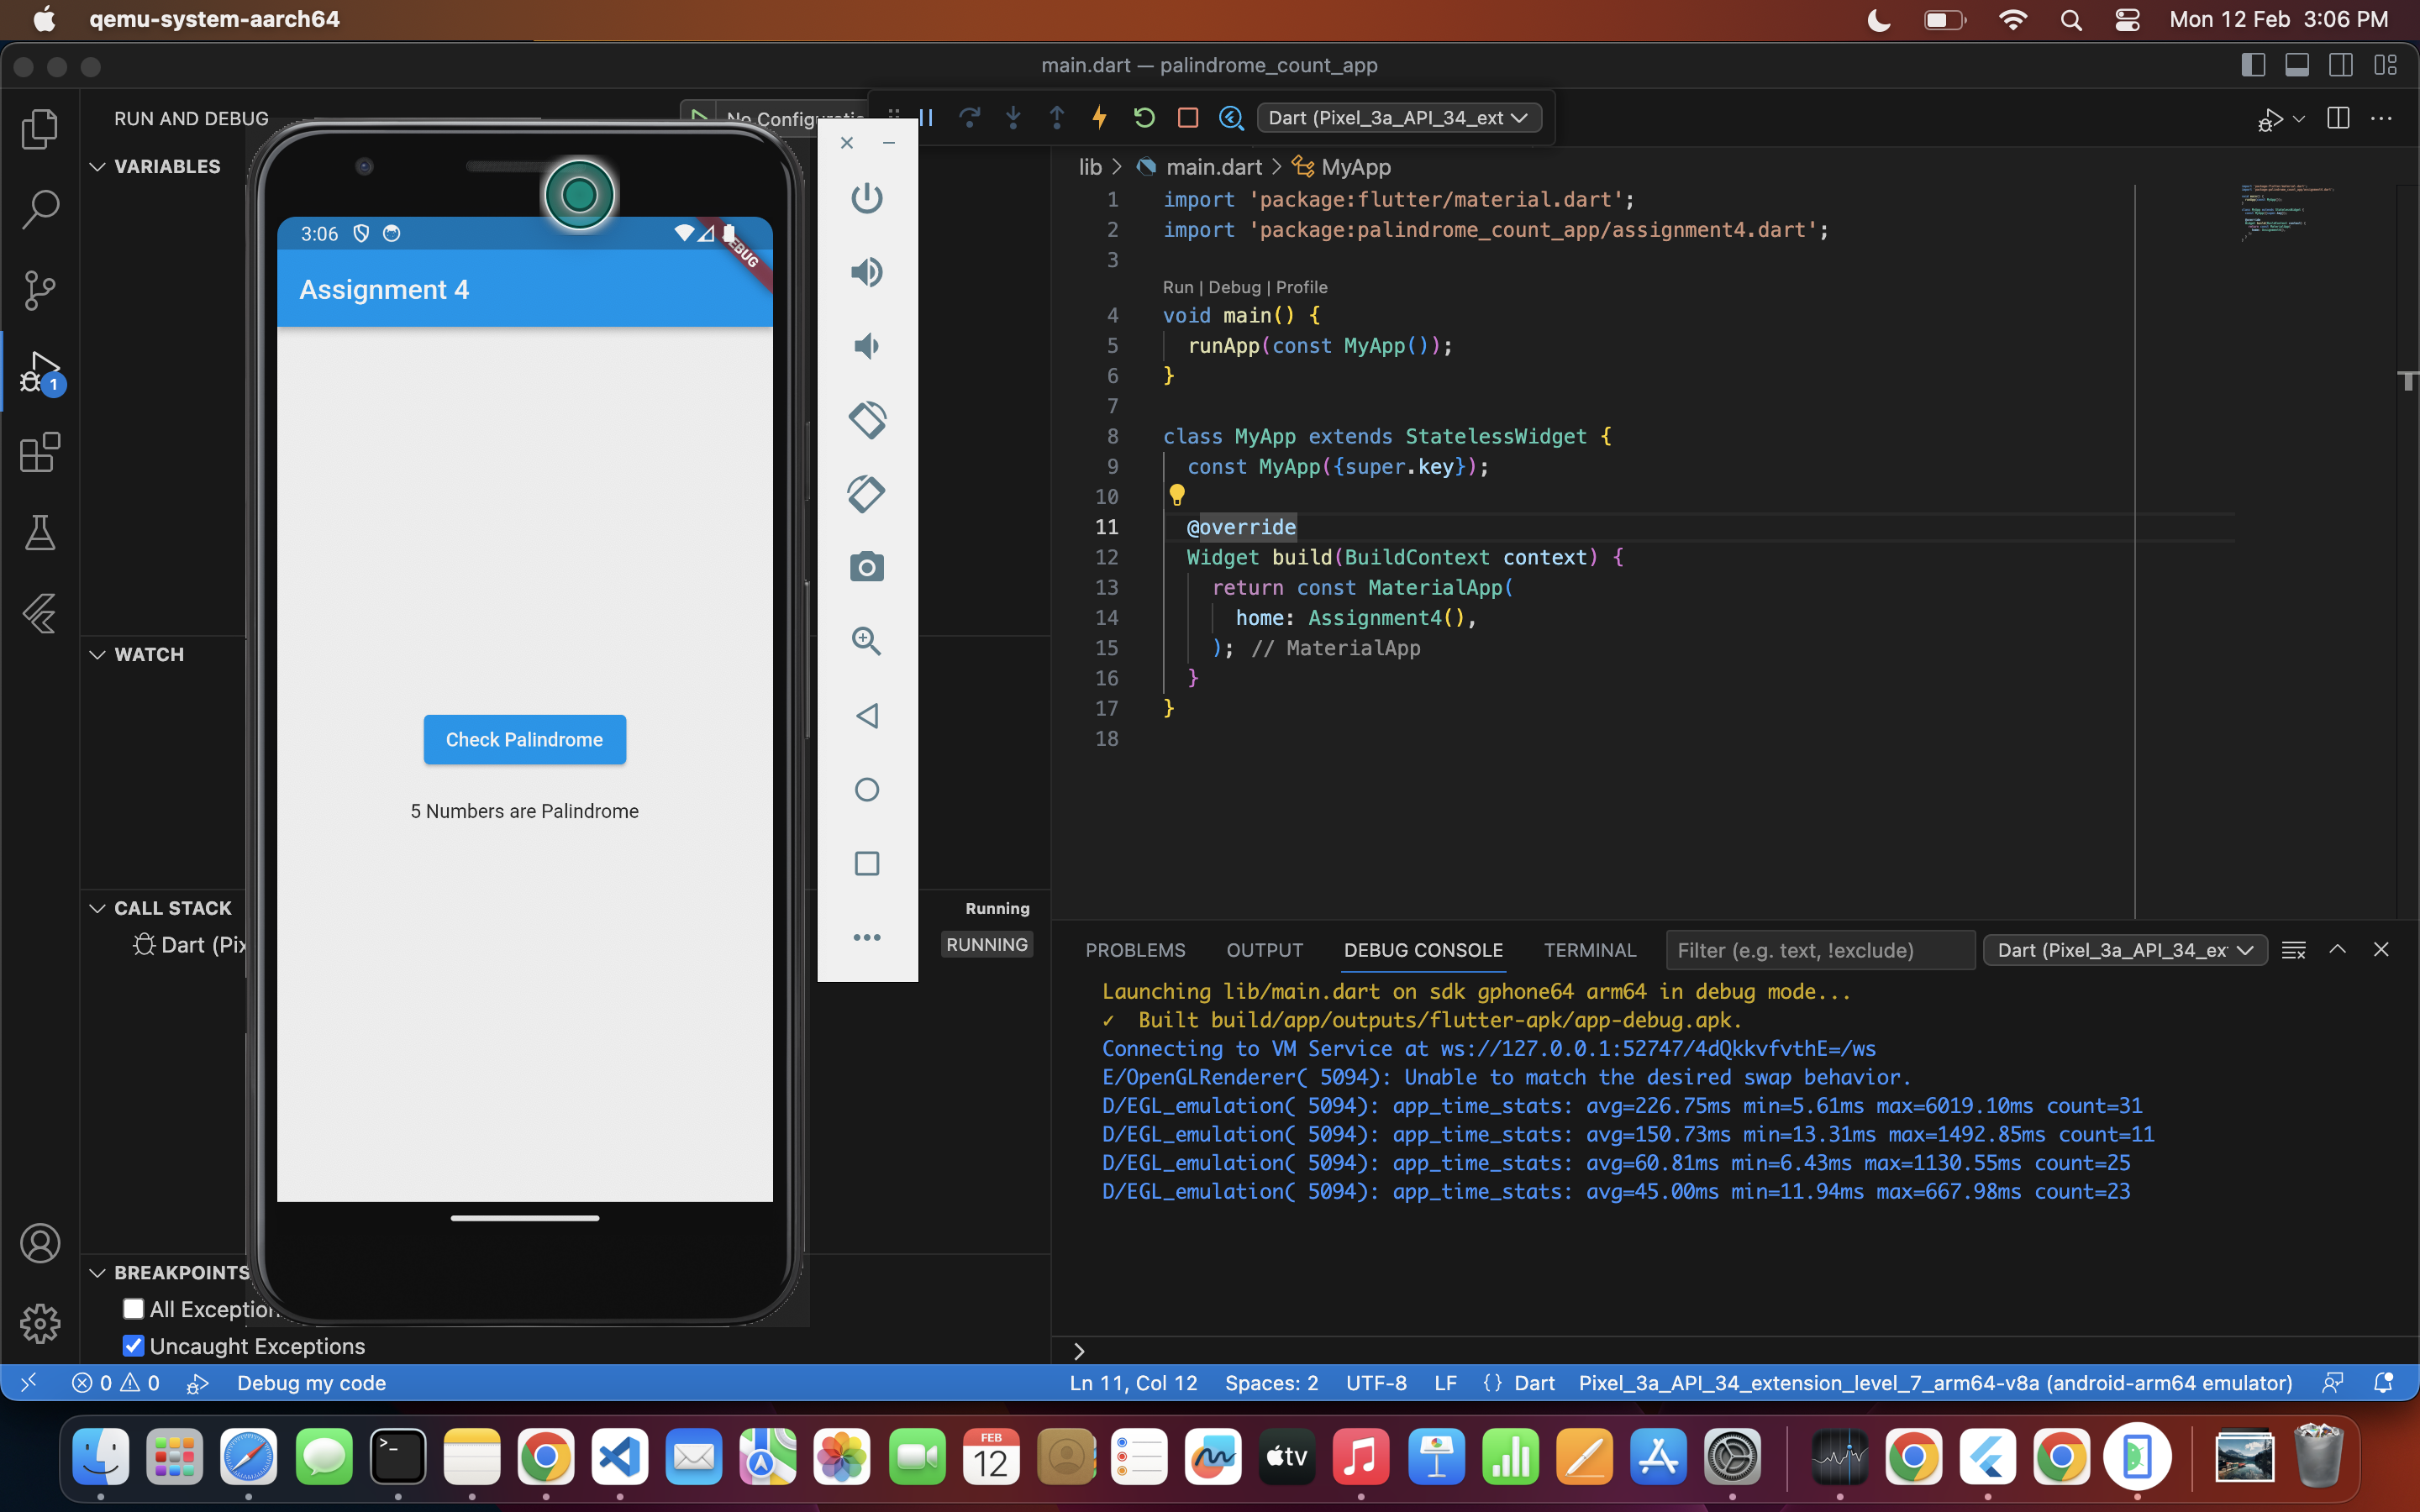 qemu-system-aarch64
Mon 12 Feb 3:06 PM
main.dart — palindrome_count_app
RUN AND DEBUG
Dart (Pixel_3a_API_34_ext
VARIABLES
3:06
Assignment 4
Check Palindrome
5 Numbers are Palindrome
WATCH
CALL STACK
Running
Dart (Pix
RUNNING
BREAKPOINTS
All Exception
Uncaught Exceptions
1
lib > main.dart > MyApp
1 import 'package:flutter/material.dart';
2 import 'package:palindrome_count_app/assignment4.dart';
3
Run | Debug | Profile
4 void main() {
5 runApp(const MyApp());
6 }
7
8 class MyApp extends StatelessWidget {
9 const MyApp({super.key});
10
11 @override
12 Widget build(BuildContext context) {
13 return const MaterialApp(
14 home: Assignment4(),
15 ); // MaterialApp
16 }
17 }
18
PROBLEMS OUTPUT DEBUG CONSOLE TERMINAL Filter (e.g. text, !exclude) Dart (Pixel_3a_API_34_ex
Launching lib/main.dart on sdk gphone64 arm64 in debug mode...
✓ Built build/app/outputs/flutter-apk/app-debug.apk.
Connecting to VM Service at ws://127.0.0.1:52747/4dQkkvfvthE=/ws
E/OpenGLRenderer( 5094): Unable to match the desired swap behavior.
D/EGL_emulation( 5094): app_time_stats: avg=226.75ms min=5.61ms max=6019.10ms count=31
D/EGL_emulation( 5094): app_time_stats: avg=150.73ms min=13.31ms max=1492.85ms count=11
D/EGL_emulation( 5094): app_time_stats: avg=60.81ms min=6.43ms max=1130.55ms count=25
D/EGL_emulation( 5094): app_time_stats: avg=45.00ms min=11.94ms max=667.98ms count=23
>
0 0 Debug my code Ln 11, Col 12 Spaces: 2 UTF-8 LF {} Dart Pixel_3a_API_34_extension_level_7_arm64-v8a (android-arm64 emulator)
FEB
12
tv